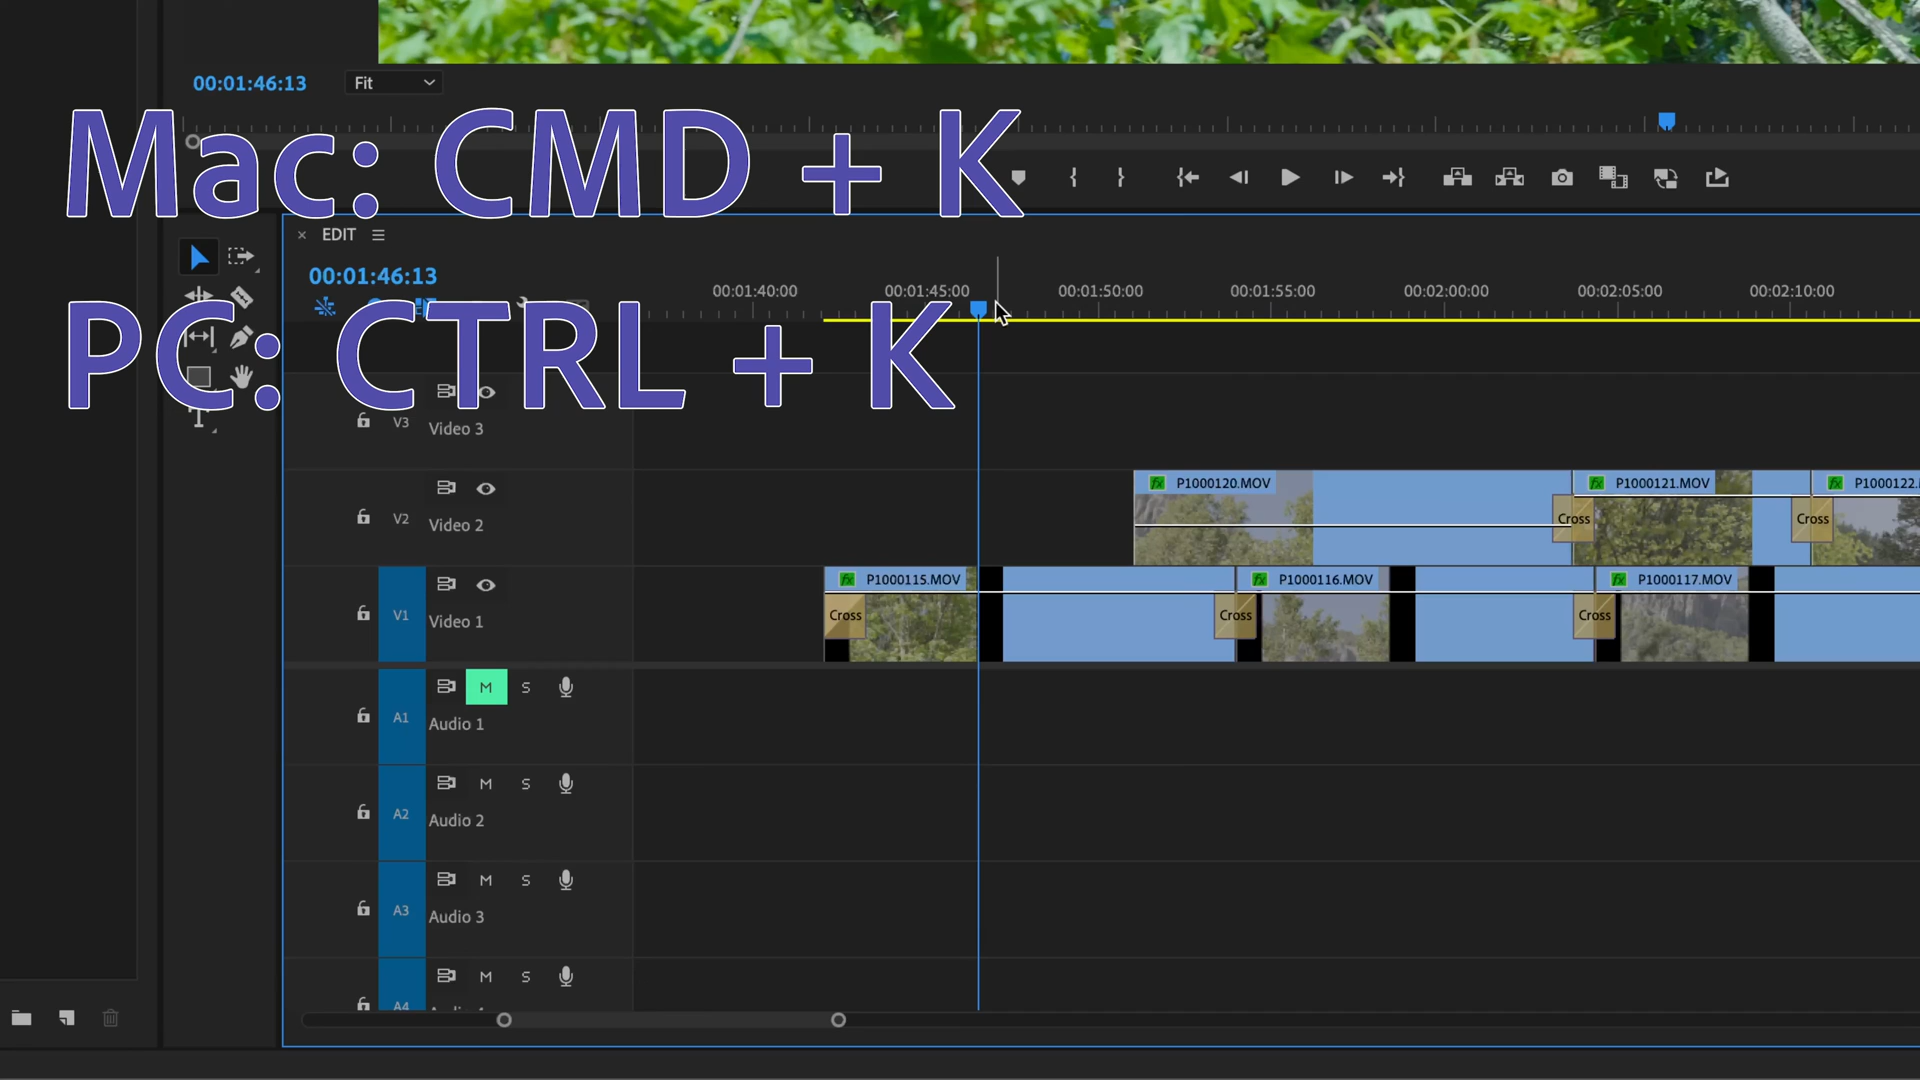 00:01:46:13
Fit
Mac: CMD + K
× EDIT
00:01:46:13
00:01:40:00 00:01:45:00 00:01:50:00 00:01:55:00 00:02:00:00 00:02:05:00 00:02:10:00
PC: CTRL + K
V3 Video 3
P1000120.MOV P1000121.MOV P1000122.
V2 Video 2
Cross Cross
P1000115.MOV P1000116.MOV P1000117.MOV
V1 Video 1
Cross Cross Cross
M S
A1 Audio 1
M S
A2 Audio 2
M S
A3 Audio 3
M S
A4